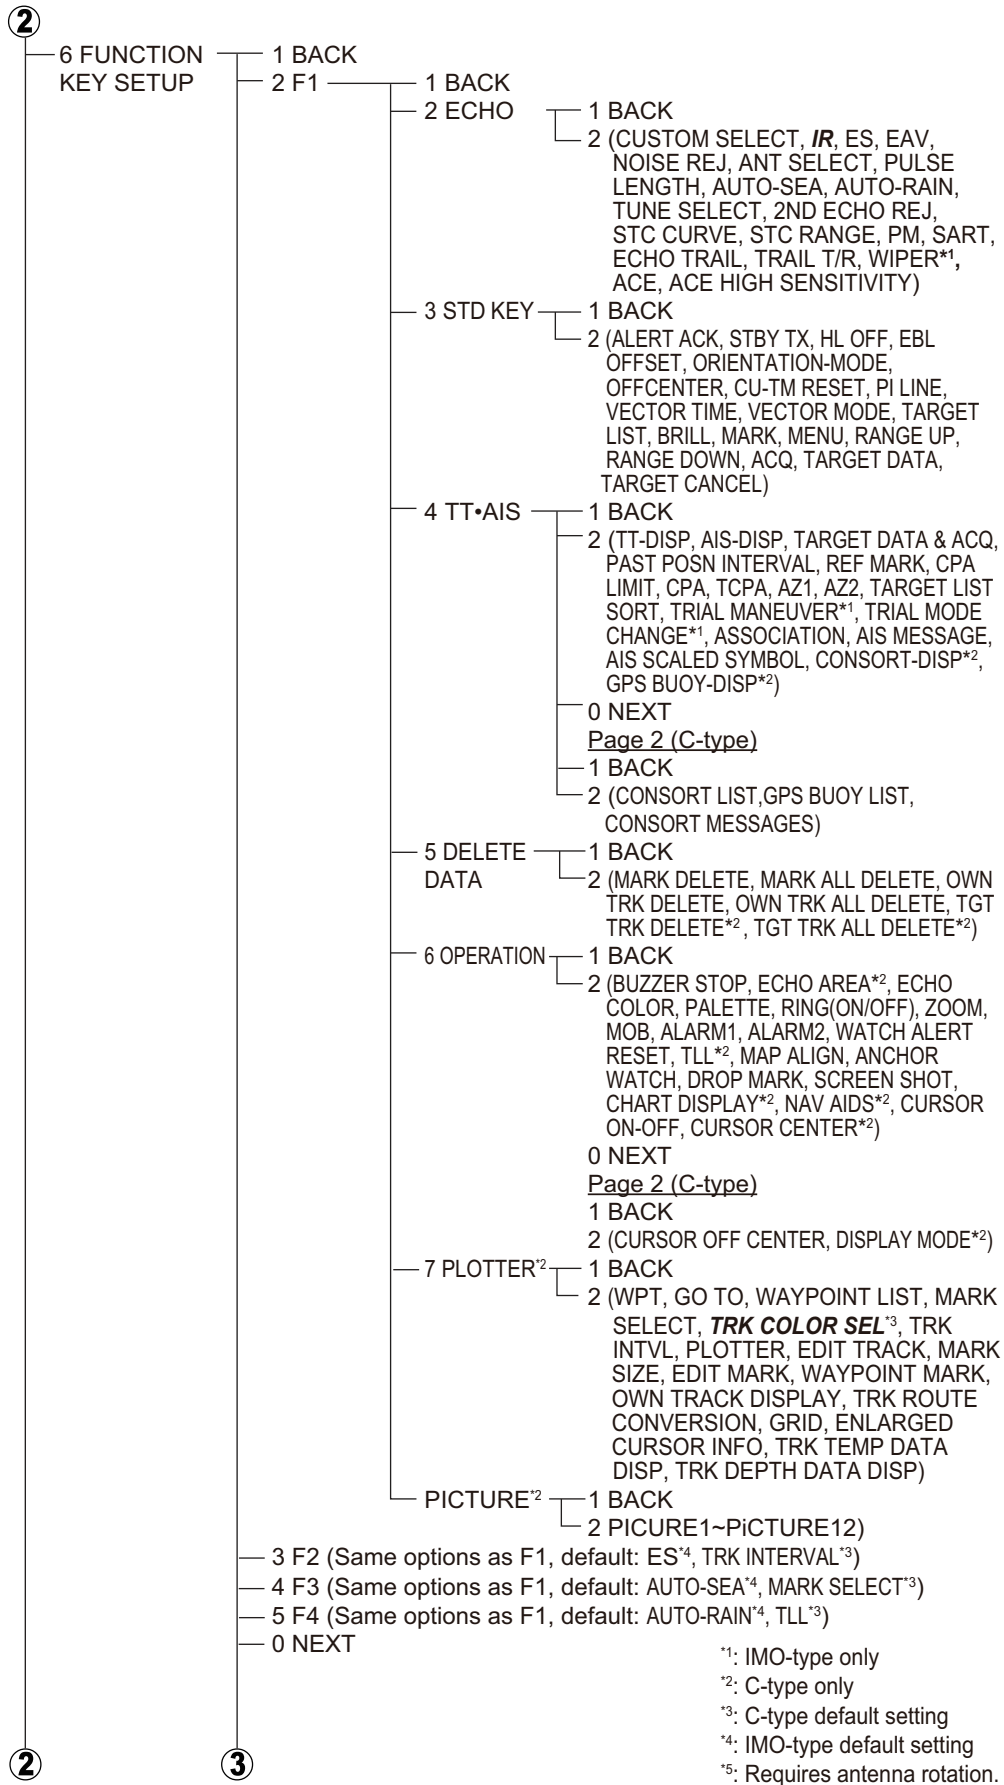 2
6 FUNCTION KEY SETUP
1 BACK
2 F1
1 BACK
2 ECHO
1 BACK
2 (CUSTOM SELECT, IR, ES, EAV,
NOISE REJ, ANT SELECT, PULSE
LENGTH, AUTO-SEA, AUTO-RAIN,
TUNE SELECT, 2ND ECHO REJ,
STC CURVE, STC RANGE, PM, SART,
ECHO TRAIL, TRAIL T/R, WIPER*1,
ACE, ACE HIGH SENSITIVITY)
3 STD KEY
1 BACK
2 (ALERT ACK, STBY TX, HL OFF, EBL
OFFSET, ORIENTATION-MODE,
OFFCENTER, CU-TM RESET, PI LINE,
VECTOR TIME, VECTOR MODE, TARGET
LIST, BRILL, MARK, MENU, RANGE UP,
RANGE DOWN, ACQ, TARGET DATA,
TARGET CANCEL)
4 TT•AIS
1 BACK
2 (TT-DISP, AIS-DISP, TARGET DATA & ACQ,
PAST POSN INTERVAL, REF MARK, CPA
LIMIT, CPA, TCPA, AZ1, AZ2, TARGET LIST
SORT, TRIAL MANEUVER*1, TRIAL MODE
CHANGE*1, ASSOCIATION, AIS MESSAGE,
AIS SCALED SYMBOL, CONSORT-DISP*2,
GPS BUOY-DISP*2)
0 NEXT
Page 2 (C-type)
1 BACK
2 (CONSORT LIST,GPS BUOY LIST,
CONSORT MESSAGES)
5 DELETE
DATA
1 BACK
2 (MARK DELETE, MARK ALL DELETE, OWN
TRK DELETE, OWN TRK ALL DELETE, TGT
TRK DELETE*2 , TGT TRK ALL DELETE*2)
6 OPERATION
1 BACK
2 (BUZZER STOP, ECHO AREA*2, ECHO
COLOR, PALETTE, RING(ON/OFF), ZOOM,
MOB, ALARM1, ALARM2, WATCH ALERT
RESET, TLL*2, MAP ALIGN, ANCHOR
WATCH, DROP MARK, SCREEN SHOT,
CHART DISPLAY*2, NAV AIDS*2, CURSOR
ON-OFF, CURSOR CENTER*2)
0 NEXT
Page 2 (C-type)
1 BACK
2 (CURSOR OFF CENTER, DISPLAY MODE*2)
7 PLOTTER*2
1 BACK
2 (WPT, GO TO, WAYPOINT LIST, MARK
SELECT, TRK COLOR SEL*3, TRK
INTVL, PLOTTER, EDIT TRACK, MARK
SIZE, EDIT MARK, WAYPOINT MARK,
OWN TRACK DISPLAY, TRK ROUTE
CONVERSION, GRID, ENLARGED
CURSOR INFO, TRK TEMP DATA
DISP, TRK DEPTH DATA DISP)
PICTURE*2
1 BACK
2 PICURE1~PiCTURE12)
3 F2 (Same options as F1, default: ES*4, TRK INTERVAL*3)
4 F3 (Same options as F1, default: AUTO-SEA*4, MARK SELECT*3)
5 F4 (Same options as F1, default: AUTO-RAIN*4, TLL*3)
0 NEXT
*1: IMO-type only
*2: C-type only
*3: C-type default setting
*4: IMO-type default setting
*5: Requires antenna rotation.
2
3